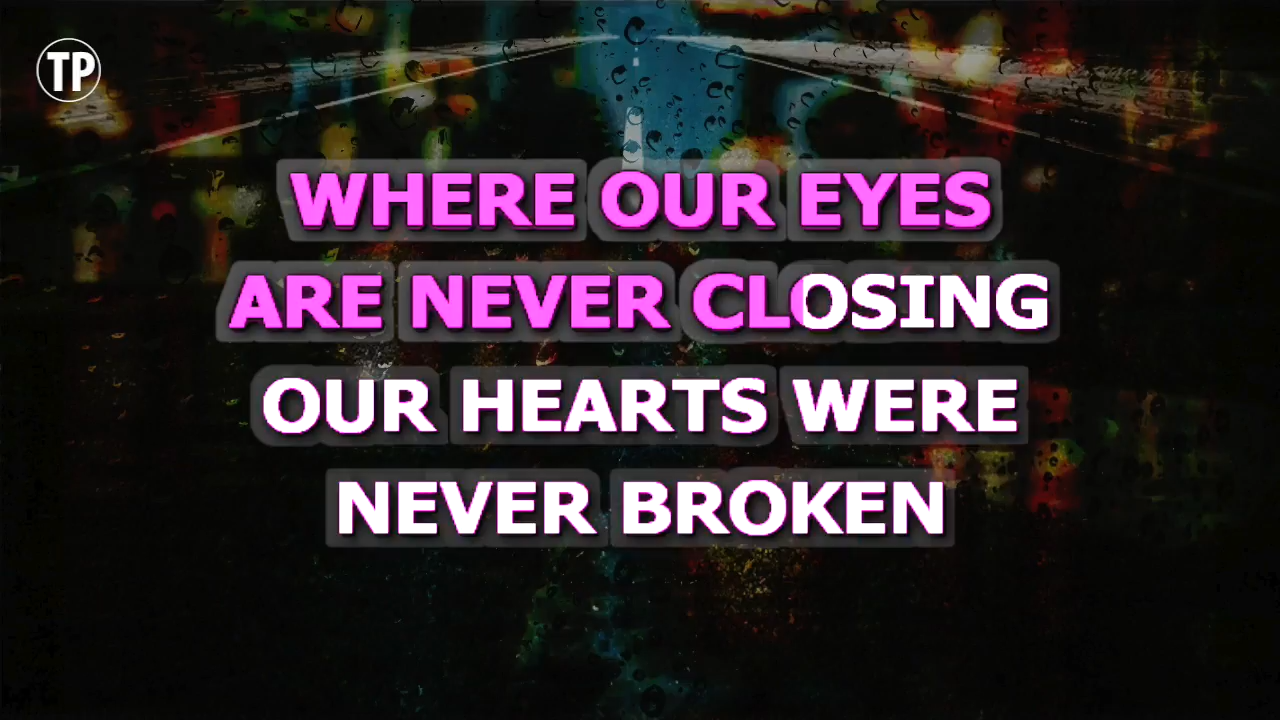 TP
WHERE OUR EYES
ARE NEVER CLOSING
OUR HEARTS WERE
NEVER BROKEN